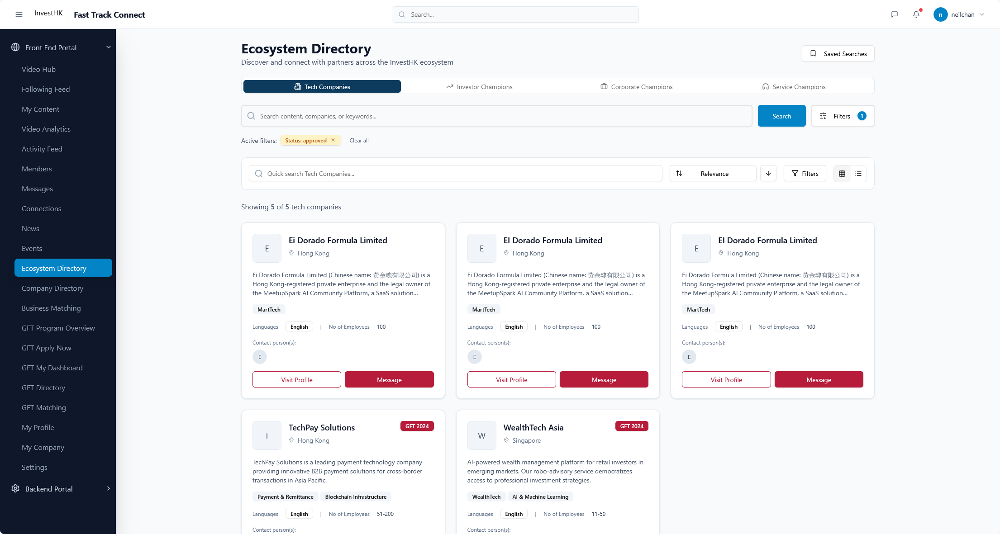 InvestHK
Fast Track Connect
Search...
n
neilchan
Front End Portal
Video Hub
Following Feed
My Content
Video Analytics
Activity Feed
Members
Messages
Connections
News
Events
Ecosystem Directory
Company Directory
Business Matching
GFT Program Overview
GFT Apply Now
GFT My Dashboard
GFT Directory
GFT Matching
My Profile
My Company
Settings
Backend Portal
Ecosystem Directory
Discover and connect with partners across the InvestHK ecosystem
Saved Searches
Tech Companies
Investor Champions
Corporate Champions
Service Champions
Search content, companies, or keywords...
Search
Filters 1
Active filters: Status: approved Clear all
Quick search Tech Companies...
Relevance
Filters
Showing 5 of 5 tech companies
E
Ei Dorado Formula Limited
Hong Kong
Ei Dorado Formula Limited (Chinese name: 黃金魂有限公司) is a
Hong Kong-registered private enterprise and the legal owner of
the MeetupSpark AI Community Platform, a SaaS solution...
MartTech
Languages English | No of Employees 100
Contact person(s):
E
Visit Profile Message
E
EI Dorado Formula Limited
Hong Kong
Ei Dorado Formula Limited (Chinese name: 黃金魂有限公司) is a
Hong Kong-registered private enterprise and the legal owner of
the MeetupSpark AI Community Platform, a SaaS solution...
MartTech
Languages English | No of Employees 100
Contact person(s):
E
Visit Profile Message
E
EI Dorado Formula Limited
Hong Kong
Ei Dorado Formula Limited (Chinese name: 黃金魂有限公司) is a
Hong Kong-registered private enterprise and the legal owner of
the MeetupSpark AI Community Platform, a SaaS solution...
MartTech
Languages English | No of Employees 100
Contact person(s):
E
Visit Profile Message
T
TechPay Solutions
GFT 2024
Hong Kong
TechPay Solutions is a leading payment technology company
providing innovative B2B payment solutions for cross-border
transactions in Asia Pacific.
Payment & Remittance Blockchain Infrastructure
Languages English | No of Employees 51-200
Contact person(s):
W
WealthTech Asia
GFT 2024
Singapore
AI-powered wealth management platform for retail investors in
emerging markets. Our robo-advisory service democratizes
access to professional investment strategies.
WealthTech AI & Machine Learning
Languages English | No of Employees 11-50
Contact person(s):